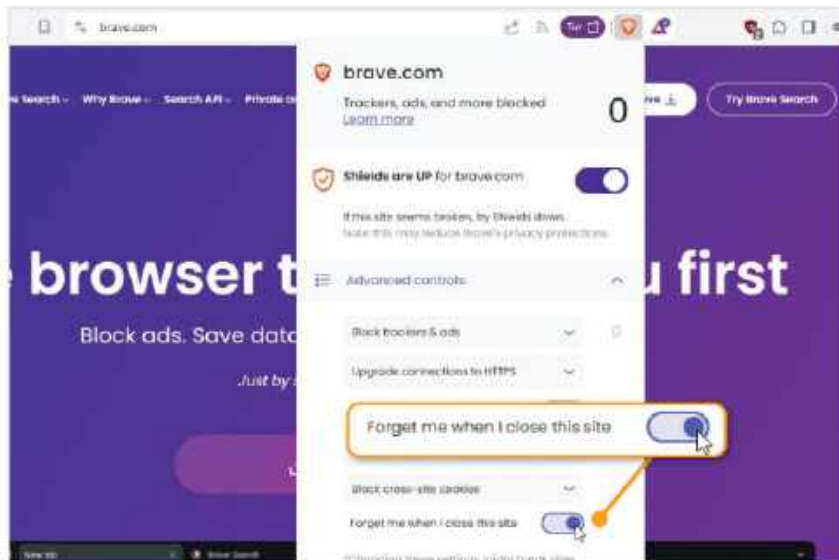 brave.com
Tor
brave.com
Trackers, ads, and more blocked
0
Learn more
Search
Why Brave
Search API
Try Brave Search
Shields are UP for brave.com
If this site seems broken, try Shields down.
Note: this may reduce Brave's privacy protections.
browser t
u first
Advanced controls
Block ads. Save data
Block trackers & ads
0
Upgrade connections to HTTPS
Just by
Forget me when I close this site
Block cross-site cookies
Forget me when I close this site
New tab
Brave Search